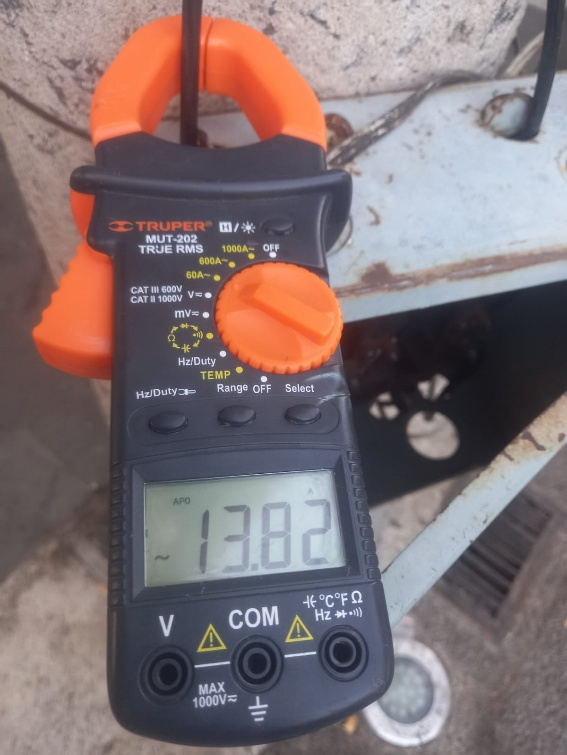 TRUPER® H/☀
MUT-202
TRUE RMS
1000A~ OFF
600A~
60A~
CAT III 600V
CAT II 1000V
V≂
mV≂
Ω
Hz/Duty
TEMP
OFF
Hz/Duty Range Select
APO A
~13.82
V COM °C°F Ω
Hz
MAX
1000V≂